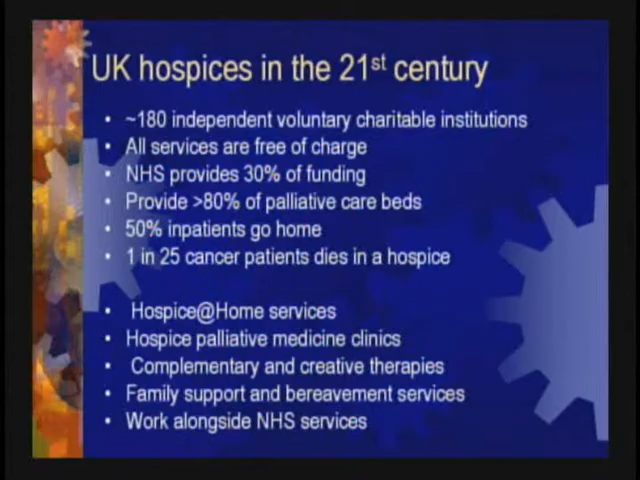 UK hospices in the 21st century
• ~180 independent voluntary charitable institutions
• All services are free of charge
• NHS provides 30% of funding
• Provide >80% of palliative care beds
• 50% inpatients go home
• 1 in 25 cancer patients dies in a hospice
• Hospice@Home services
• Hospice palliative medicine clinics
• Complementary and creative therapies
• Family support and bereavement services
• Work alongside NHS services